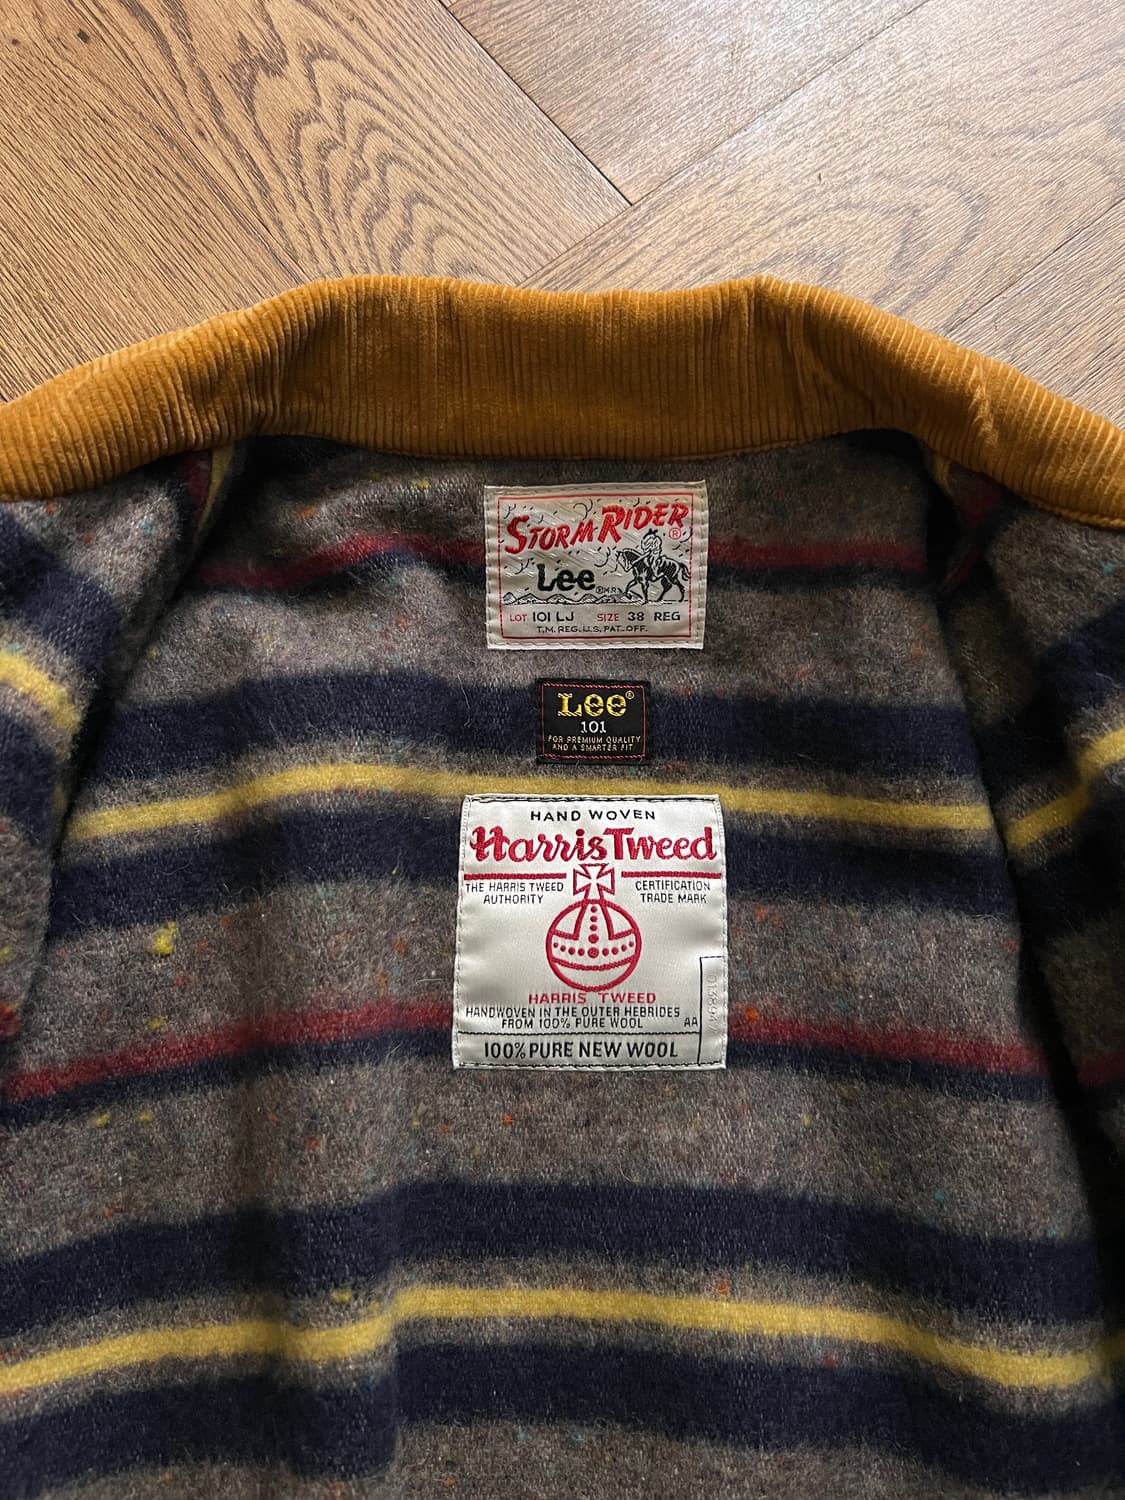 STORM RIDER®
Lee ® M.R.
LOT 101 LJ SIZE 38 REG
T.M. REG. U.S. PAT. OFF.
Lee®
101
FOR PREMIUM QUALITY
AND A SMARTER FIT
HAND WOVEN
Harris Tweed
THE HARRIS TWEED
AUTHORITY
CERTIFICATION
TRADE MARK
HARRIS TWEED
HANDWOVEN IN THE OUTER HEBRIDES
FROM 100% PURE WOOL
AA
100% PURE NEW WOOL